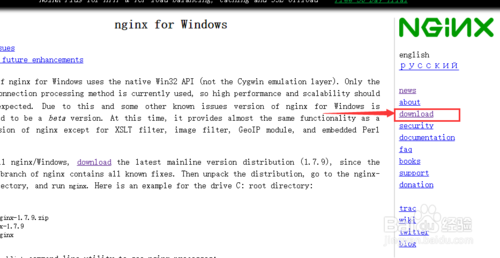 nginx for Windows
sues
future enhancements
f nginx for Windows uses the native Win32 API (not the Cygwin emulation layer). Only the
onnection processing method is currently used, so high performance and scalability should
xpected. Due to this and some other known issues version of nginx for Windows is
ed to be a beta version. At this time, it provides almost the same functionality as a
sion of nginx except for XSLT filter, image filter, GeoIP module, and embedded Perl
ll nginx/Windows, download the latest mainline version distribution (1.7.9), since the
branch of nginx contains all known fixes. Then unpack the distribution, go to the nginx-
rectory, and run nginx. Here is an example for the drive C: root directory:
ginx-1.7.9.zip
x-1.7.9
ginx
NGINX
english
РУССКИЙ
news
about
download
security
documentation
faq
books
support
donation
trac
wiki
twitter
blog
Baidu 经验